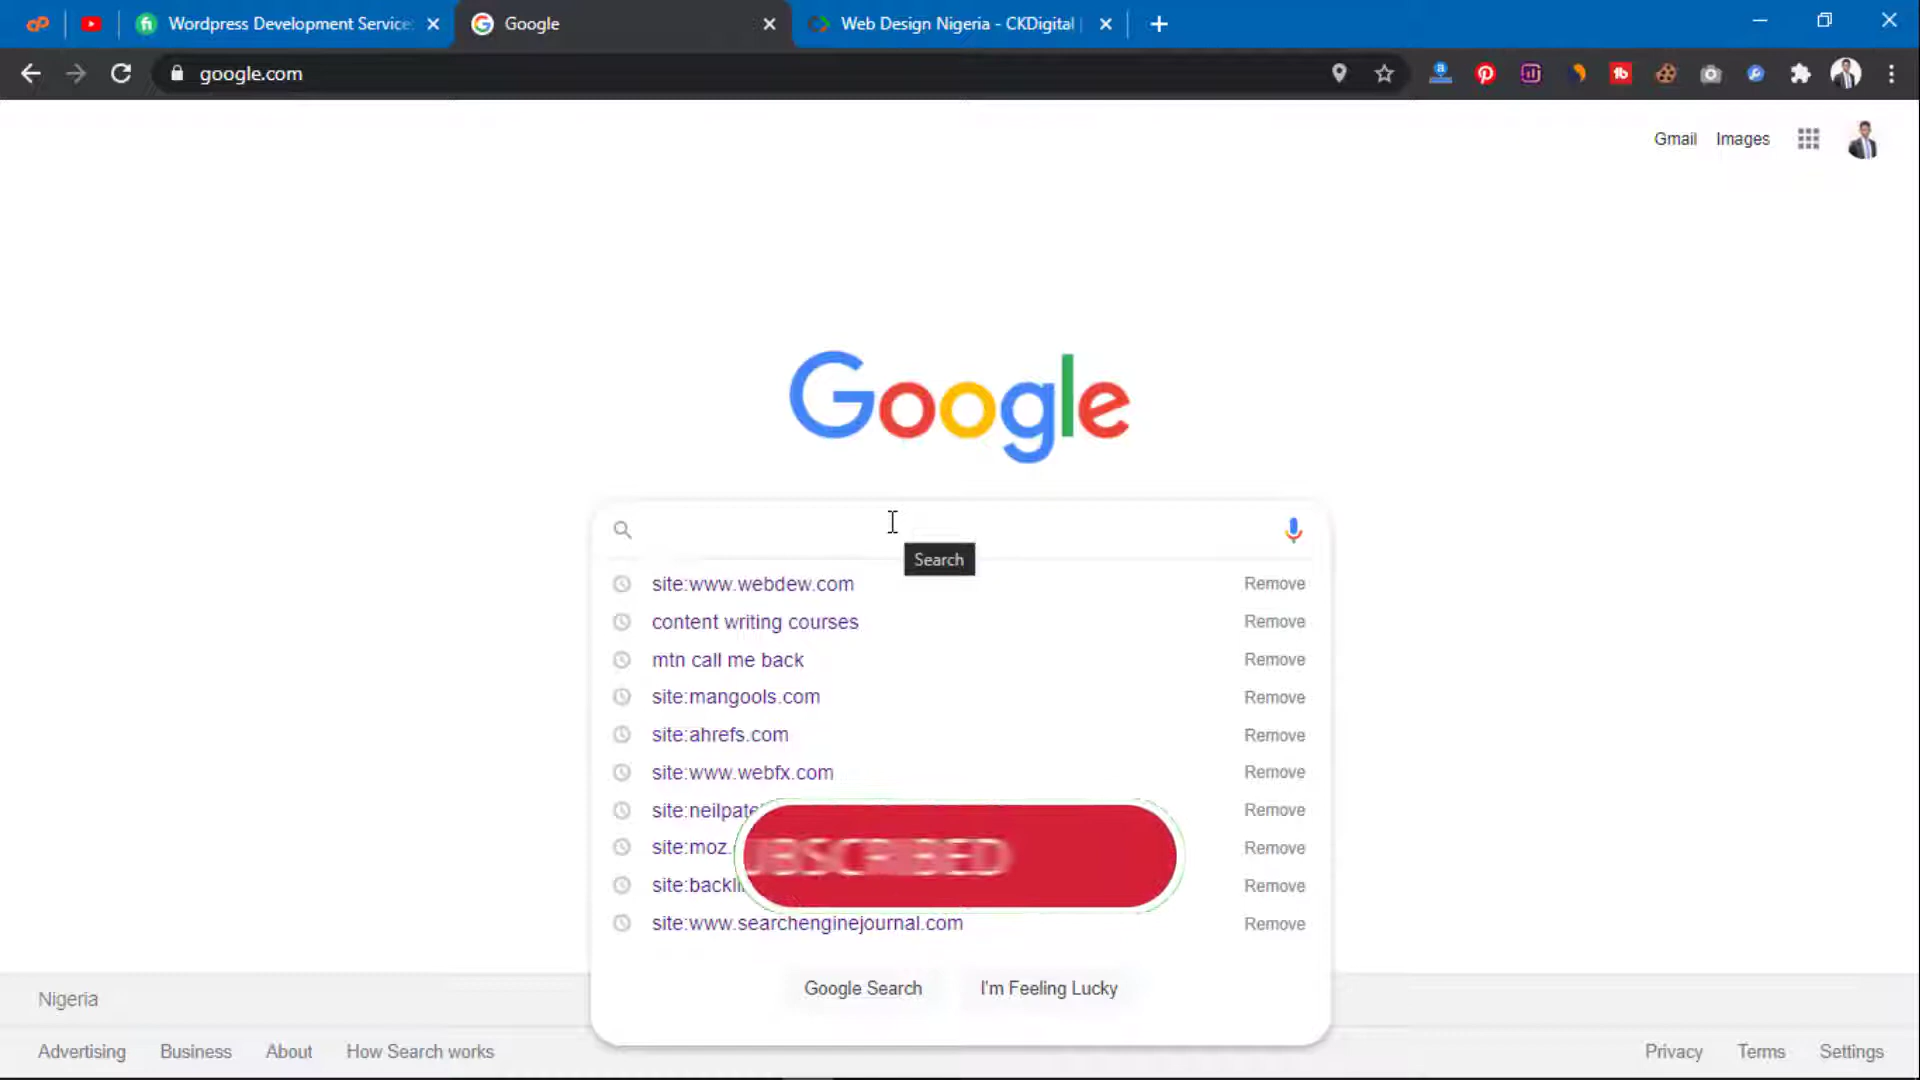 Wordpress Development Service
Google
Web Design Nigeria - CKDigital |
google.com
Gmail Images
Google
Search
site:www.webdew.com Remove
content writing courses Remove
mtn call me back Remove
site:mangools.com Remove
site:ahrefs.com Remove
site:www.webfx.com Remove
site:neilpate Remove
site:moz. Remove
UBSCRIBED
site:backli Remove
site:www.searchenginejournal.com Remove
Google Search I'm Feeling Lucky
Nigeria
Advertising Business About How Search works Privacy Terms Settings